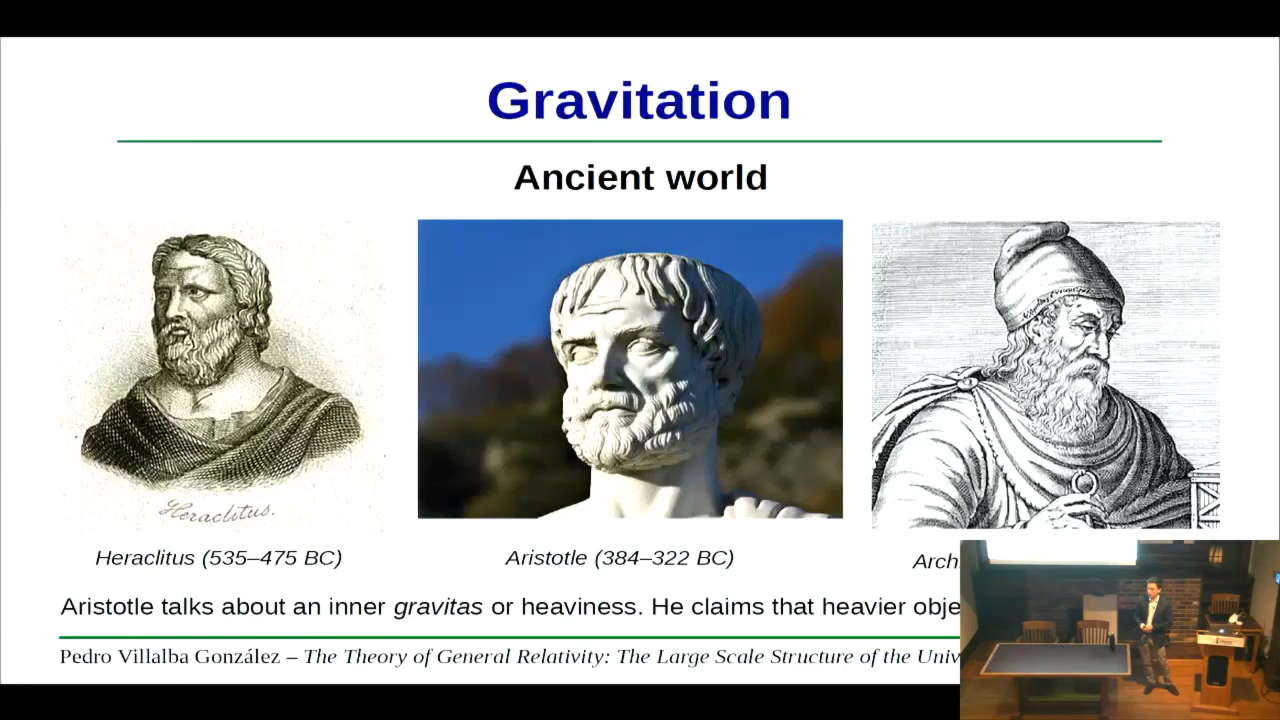 Gravitation
Ancient world
Heraclitus.
Heraclitus (535–475 BC)
Aristotle (384–322 BC)
Arch
Aristotle talks about an inner gravitas or heaviness. He claims that heavier obje
Pedro Villalba González – The Theory of General Relativity: The Large Scale Structure of the Univ